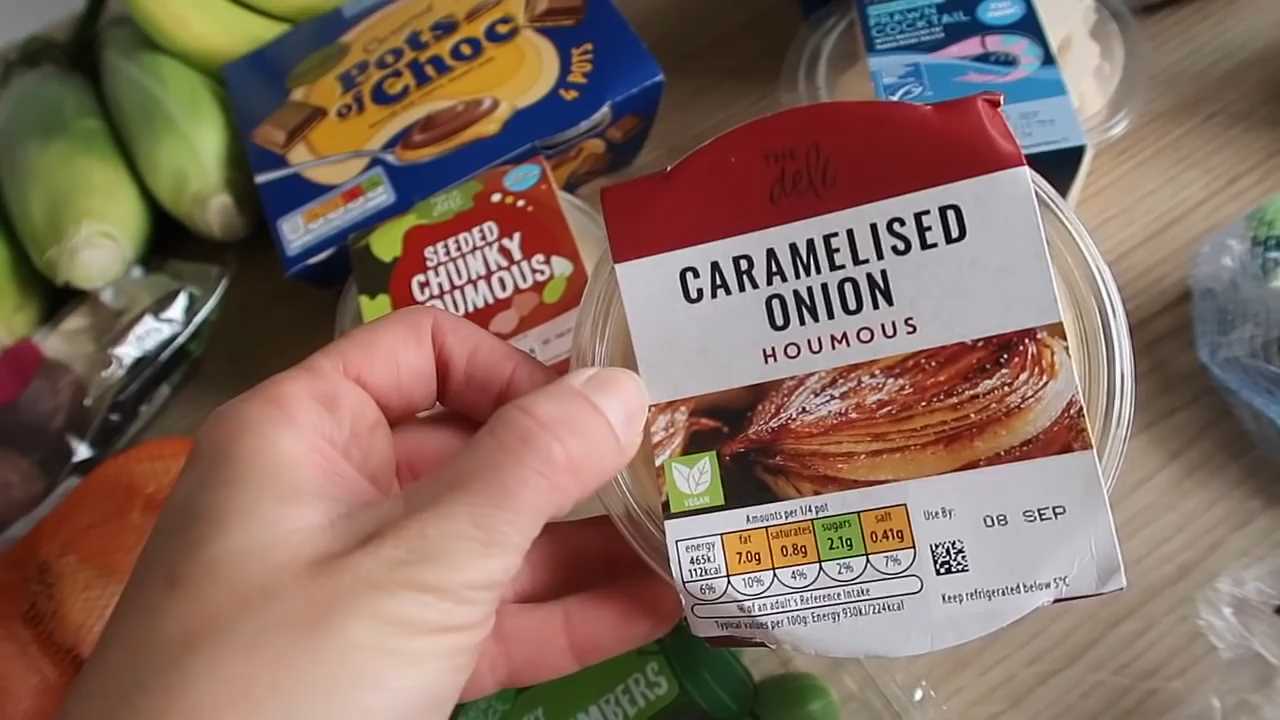 Pots
of Choc
4 POTS
PRAWN
COCKTAIL
the deli
SEEDED
CHUNKY
HOUMOUS
THE
deli
CARAMELISED
ONION
HOUMOUS
VEGAN
Amounts per 1/4 pot
energy
465kJ
112kcal
6%
fat
7.0g
10%
saturates
0.8g
4%
sugars
2.1g
2%
salt
0.41g
7%
% of an adult's Reference Intake
Typical values per 100g: Energy 930kJ/224kcal
Use By:
08 SEP
Keep refrigerated below 5°C
MBERS